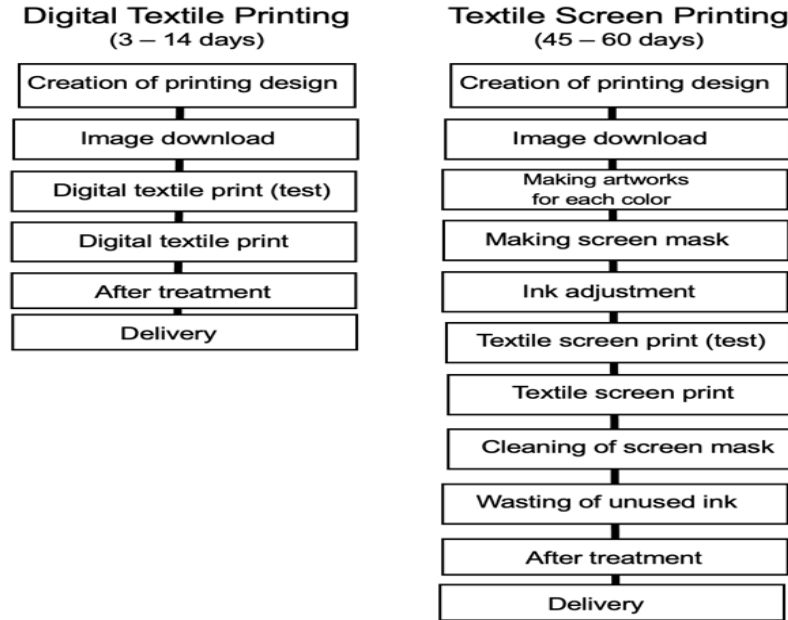 Digital Textile Printing
(3 – 14 days)
Creation of printing design
Image download
Digital textile print (test)
Digital textile print
After treatment
Delivery
Textile Screen Printing
(45 – 60 days)
Creation of printing design
Image download
Making artworks
for each color
Making screen mask
Ink adjustment
Textile screen print (test)
Textile screen print
Cleaning of screen mask
Wasting of unused ink
After treatment
Delivery